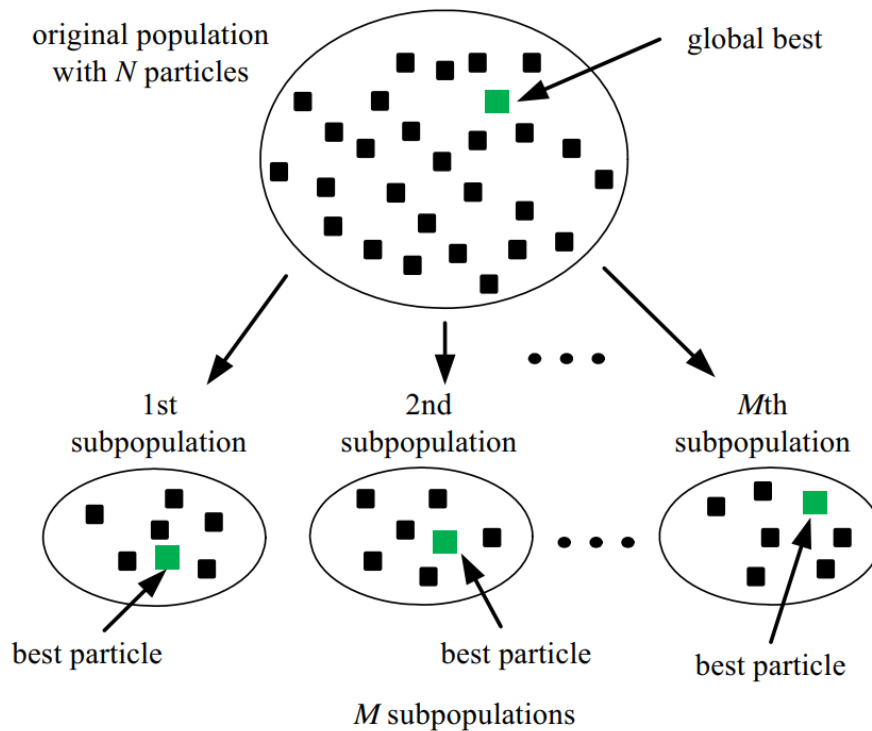 original population
with N particles
global best
1st
subpopulation
2nd
subpopulation
Mth
subpopulation
best particle
best particle
best particle
M subpopulations